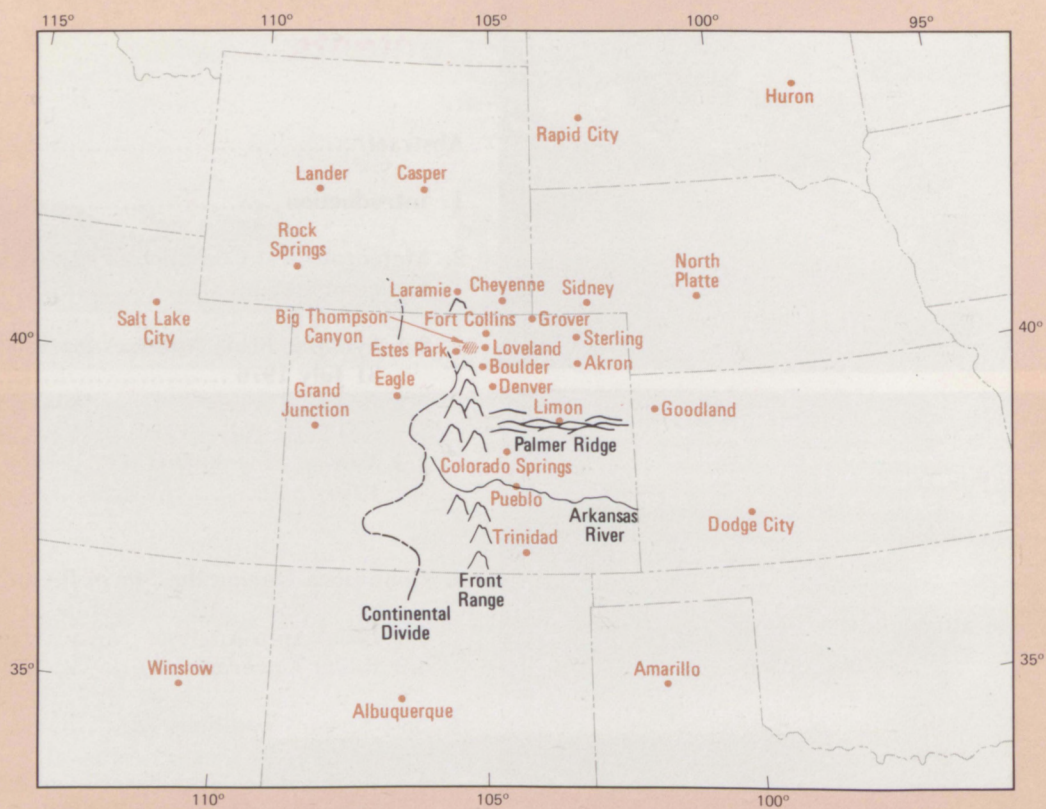 115°
110°
105°
100°
95°
Huron
Rapid City
Lander
Casper
Rock
Springs
North
Platte
Laramie
Cheyenne
Sidney
Salt Lake
City
Big Thompson
Canyon
Fort Collins
Grover
40°
40°
Sterling
Estes Park
Loveland
Akron
Boulder
Eagle
Denver
Grand
Junction
Limon
Goodland
Palmer Ridge
Colorado Springs
Pueblo
Arkansas
River
Dodge City
Trinidad
Front
Range
Continental
Divide
35°
35°
Winslow
Amarillo
Albuquerque
110°
105°
100°